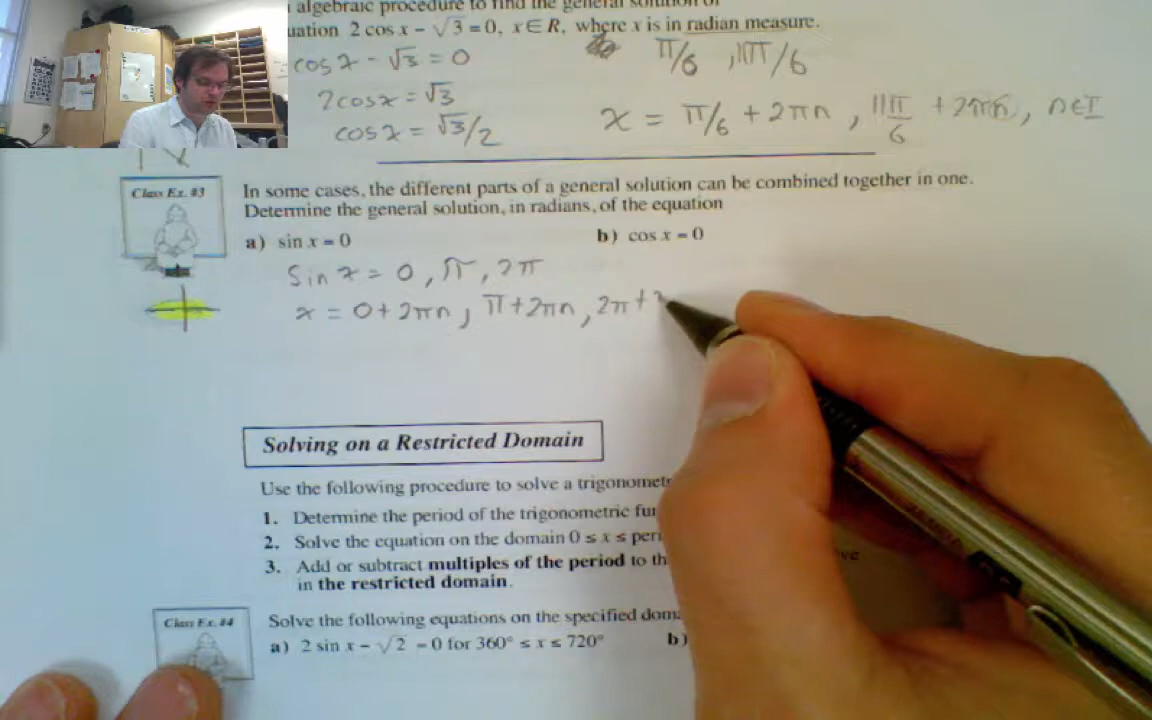 algebraic procedure to find the general solution of
uation 2 cos x − √3 = 0, x ∈ R, where x is in radian measure.
cos x − √3 = 0
π/6 , 11π/6
2cosx = √3
cosx = √3/2
x = π/6 + 2πn , 11π/6 + 2πn, n∈I
Class Ex. #3
In some cases, the different parts of a general solution can be combined together in one.
Determine the general solution, in radians, of the equation
a) sin x = 0
b) cos x = 0
Sin x = 0, π, 2π
x = 0 + 2πn, π + 2πn, 2π +
Solving on a Restricted Domain
Use the following procedure to solve a trigonomet
1. Determine the period of the trigonometric fu
2. Solve the equation on the domain 0 ≤ x ≤ per
3. Add or subtract multiples of the period to th
ve
in the restricted domain.
Class Ex. #4
Solve the following equations on the specified dom
a) 2 sin x − √2 = 0 for 360° ≤ x ≤ 720°
b)